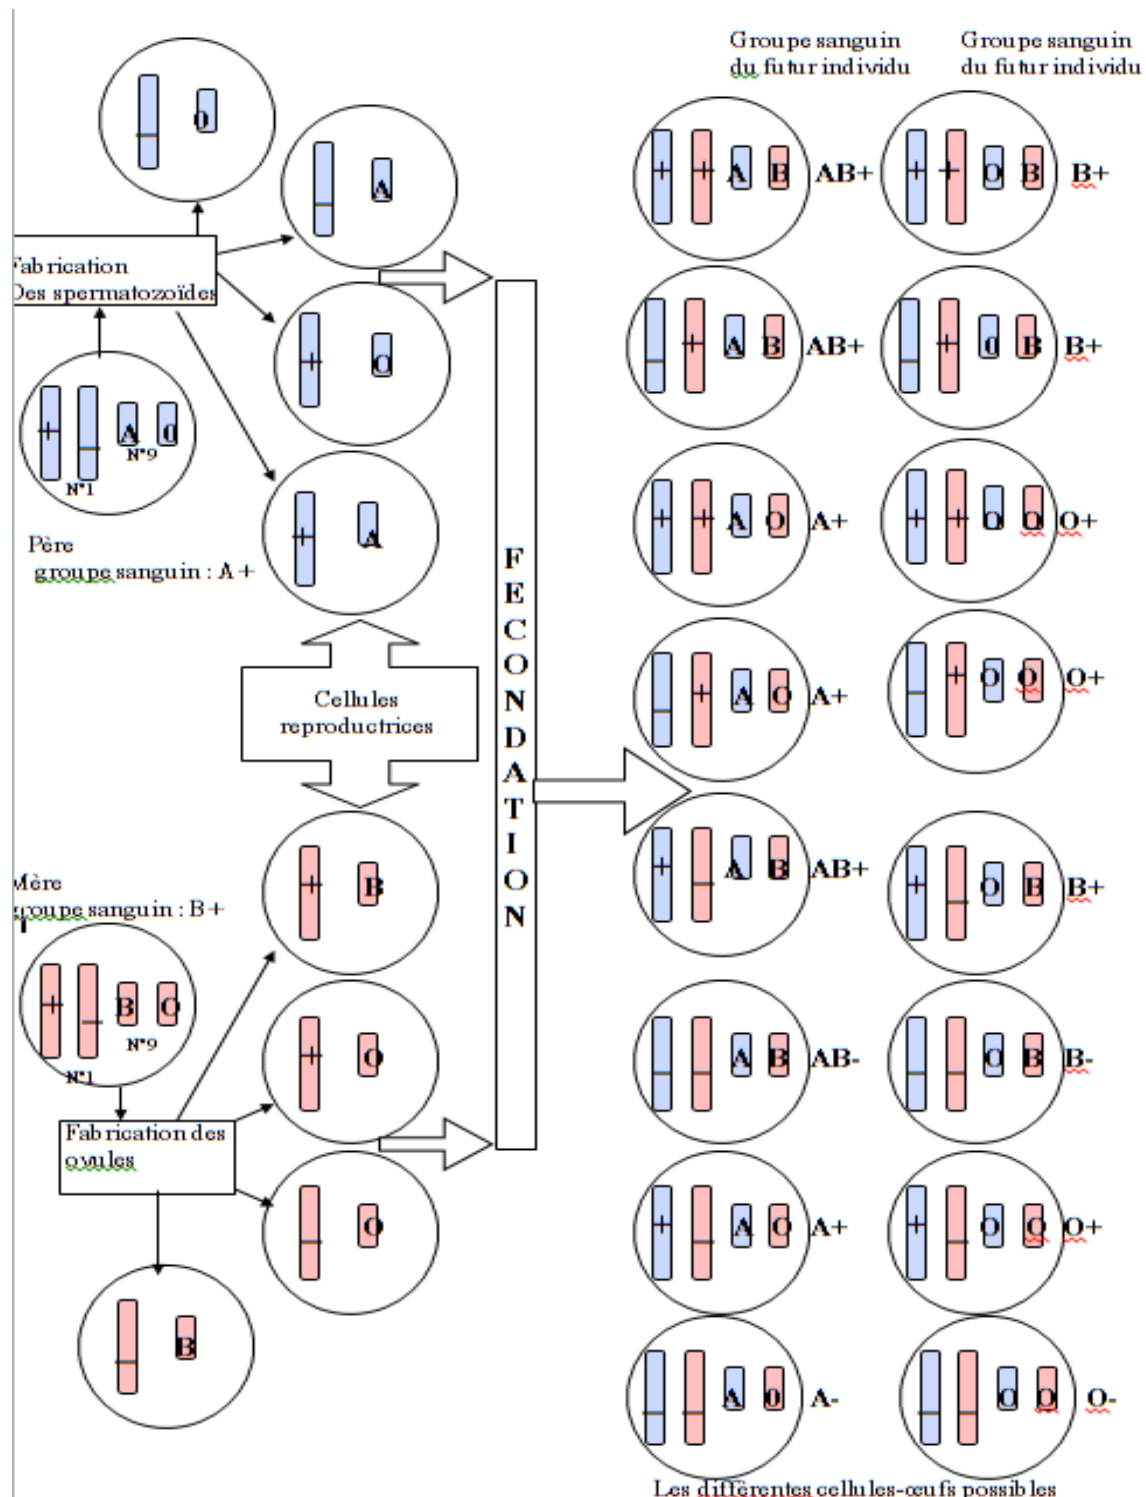 Groupe sanguin
du futur individu
Groupe sanguin
du futur individu
0
A
Fabrication
Des spermatozoïdes
+ O
+ A 0
N°9
N°1
+ A
Père
groupe sanguin : A +
Cellules
reproductrices
Mère
groupe sanguin : B+
+ B
+ B O
N°9
N°1
+ O
Fabrication des
ovules
O
B
FECONDATION
+ + A B AB+
+ + O B B+
+ A B AB+
+ 0 B B+
+ + A O A+
+ + O O O+
+ A O A+
+ O O O+
+ A B AB+
+ O B B+
A B AB-
O B B-
+ A O A+
+ O O O+
A 0 A-
O O O-
Les différentes cellules-œufs possibles